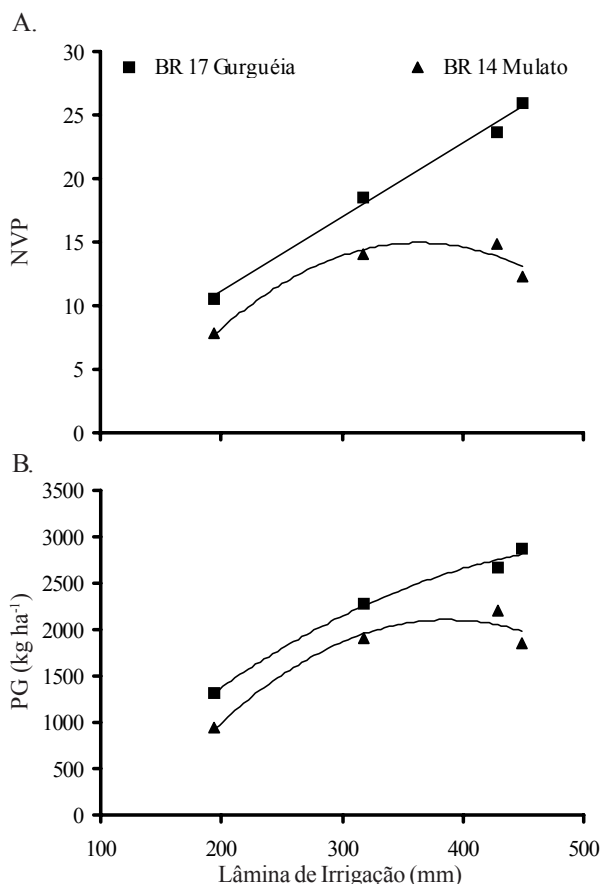 A.
30
BR 17 Gurguéia
BR 14 Mulato
25
20
15
10
5
0
NVP
B.
3500
3000
2500
2000
1500
1000
500
0
PG (kg ha⁻¹)
100 200 300 400 500
Lâmina de Irrigação (mm)